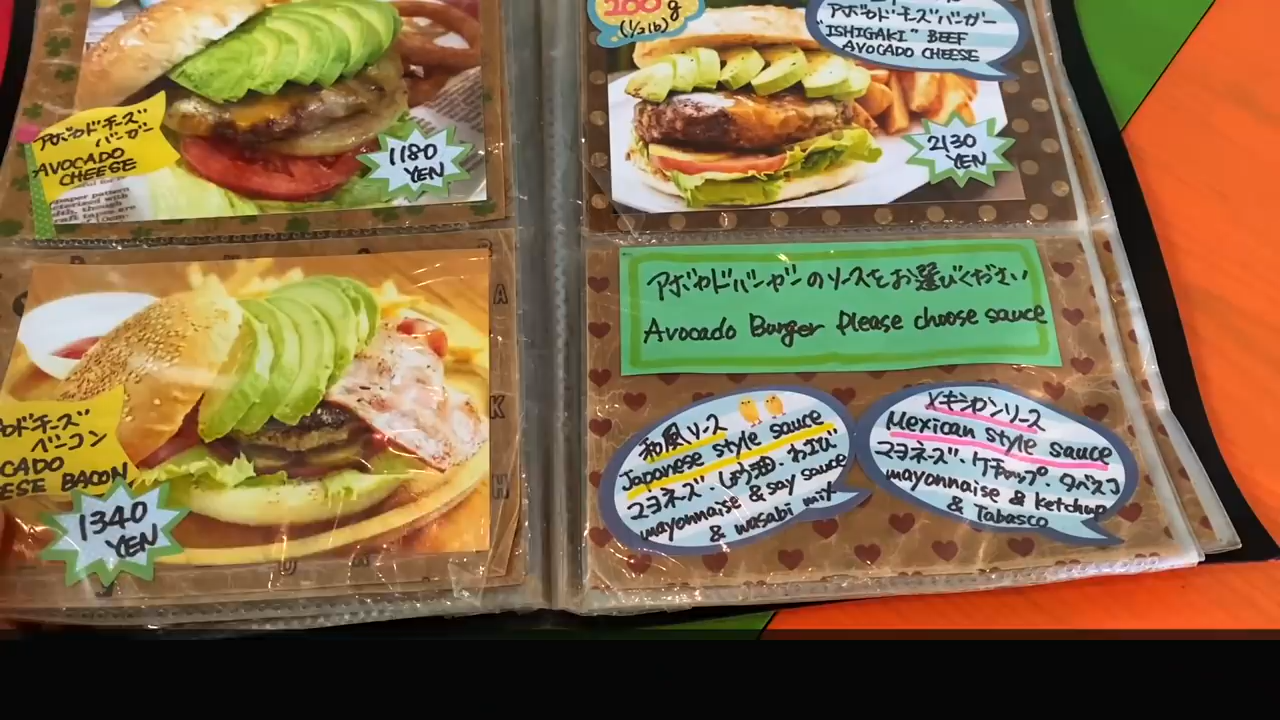 アボカドチーズ
バーガー
AVOCADO
CHEESE
1180
YEN
200g
(1/2lb)
アボカドチーズバーガー
"ISHIGAKI" BEEF
AVOCADO CHEESE
2130
YEN
カドチーズ
ベーコン
CADO
ESE BACON
1340
YEN
アボカドバーガーのソースをお選びください
Avocado Burger Please choose sauce
和風ソース
Japanese style sauce
マヨネーズ・しょう油・わさび
mayonnaise & soy sauce
& wasabi mix
メキシカンソース
Mexican style sauce
マヨネーズ・ケチャップ・タバスコ
mayonnaise & ketchup
& Tabasco